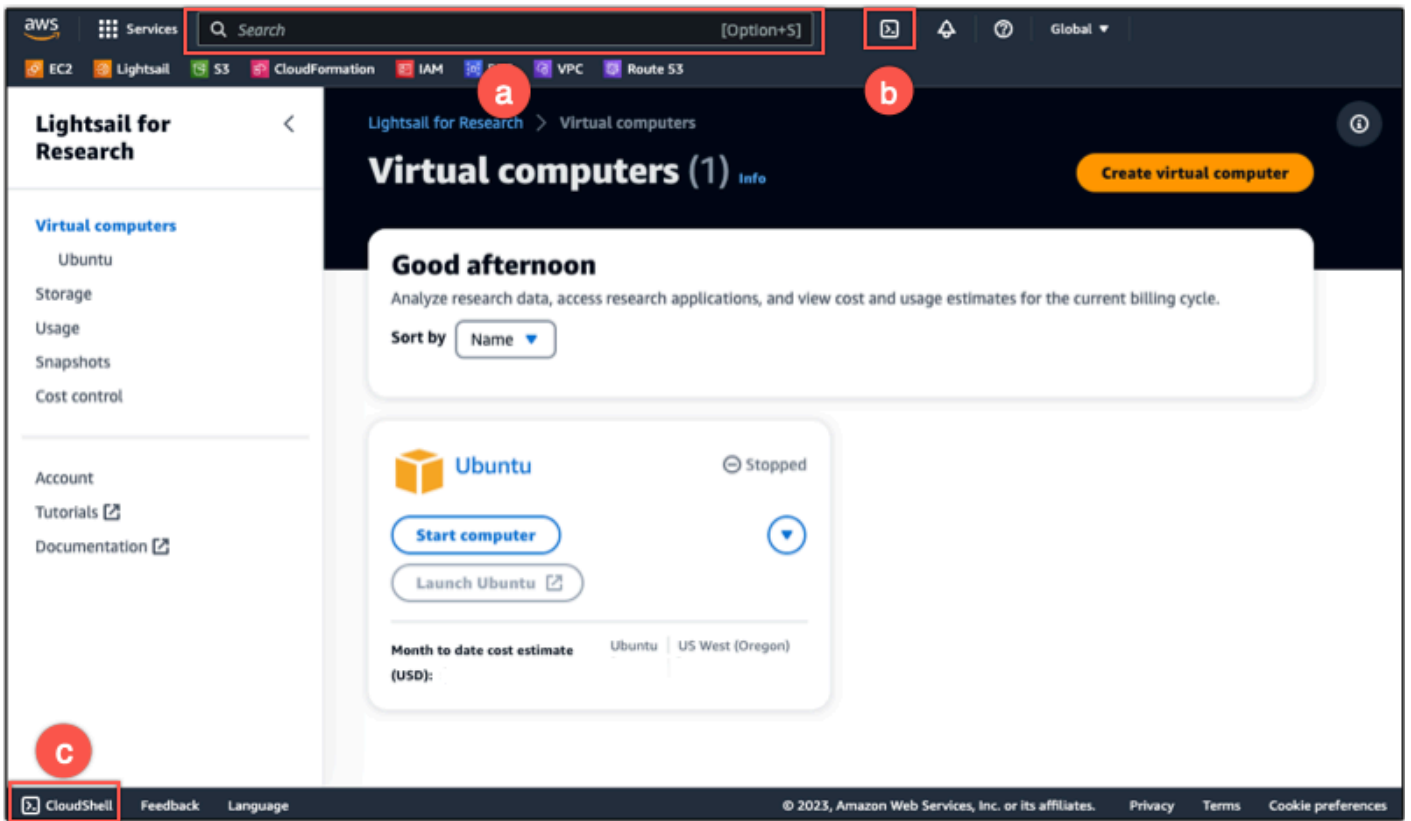 aws Services Search [Option+S] Global
EC2 Lightsail S3 CloudFormation IAM VPC Route 53
a
b
Lightsail for Research
Virtual computers
Ubuntu
Storage
Usage
Snapshots
Cost control
Account
Tutorials
Documentation
Lightsail for Research > Virtual computers
Virtual computers (1) Info
Create virtual computer
Good afternoon
Analyze research data, access research applications, and view cost and usage estimates for the current billing cycle.
Sort by Name
Ubuntu Stopped
Start computer
Launch Ubuntu
Month to date cost estimate Ubuntu US West (Oregon)
(USD):
c
CloudShell Feedback Language © 2023, Amazon Web Services, Inc. or its affiliates. Privacy Terms Cookie preferences